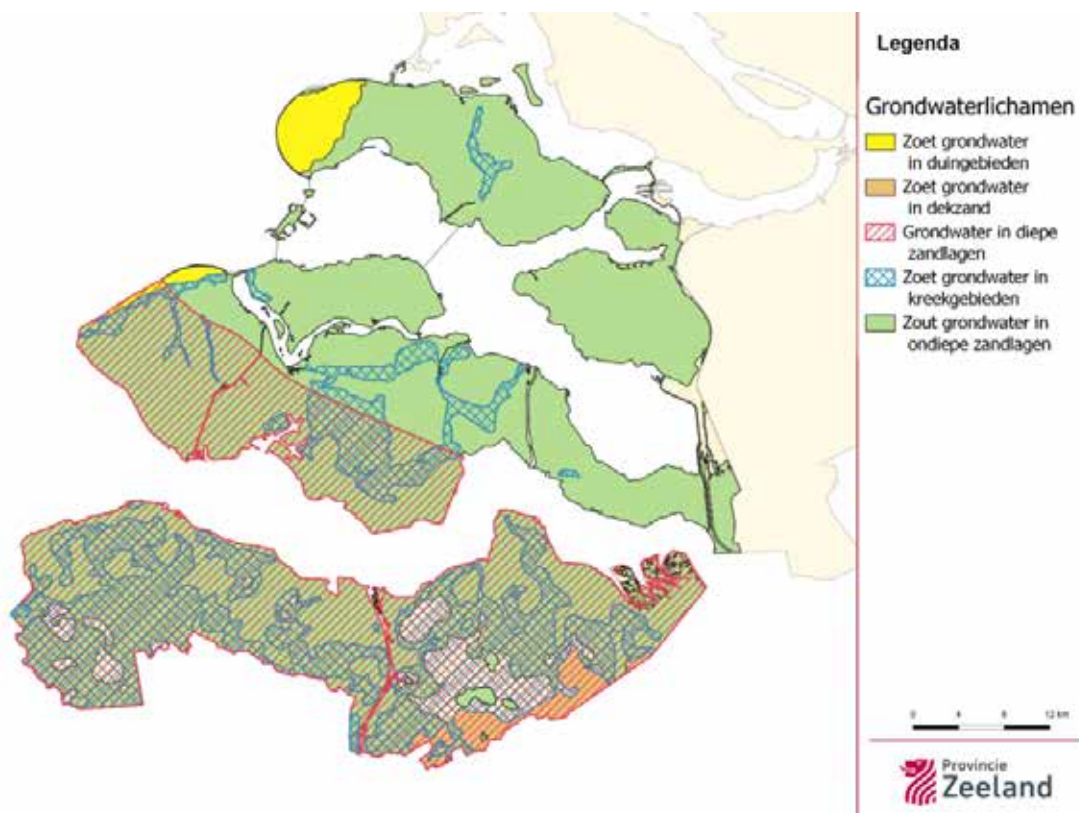 Legenda
Grondwaterlichamen
Zoet grondwater
in duingebieden
Zoet grondwater
in dekzand
Grondwater in diepe
zandlagen
Zoet grondwater in
kreekgebieden
Zout grondwater in
ondiepe zandlagen
0 4 8 12 km
Provincie
Zeeland